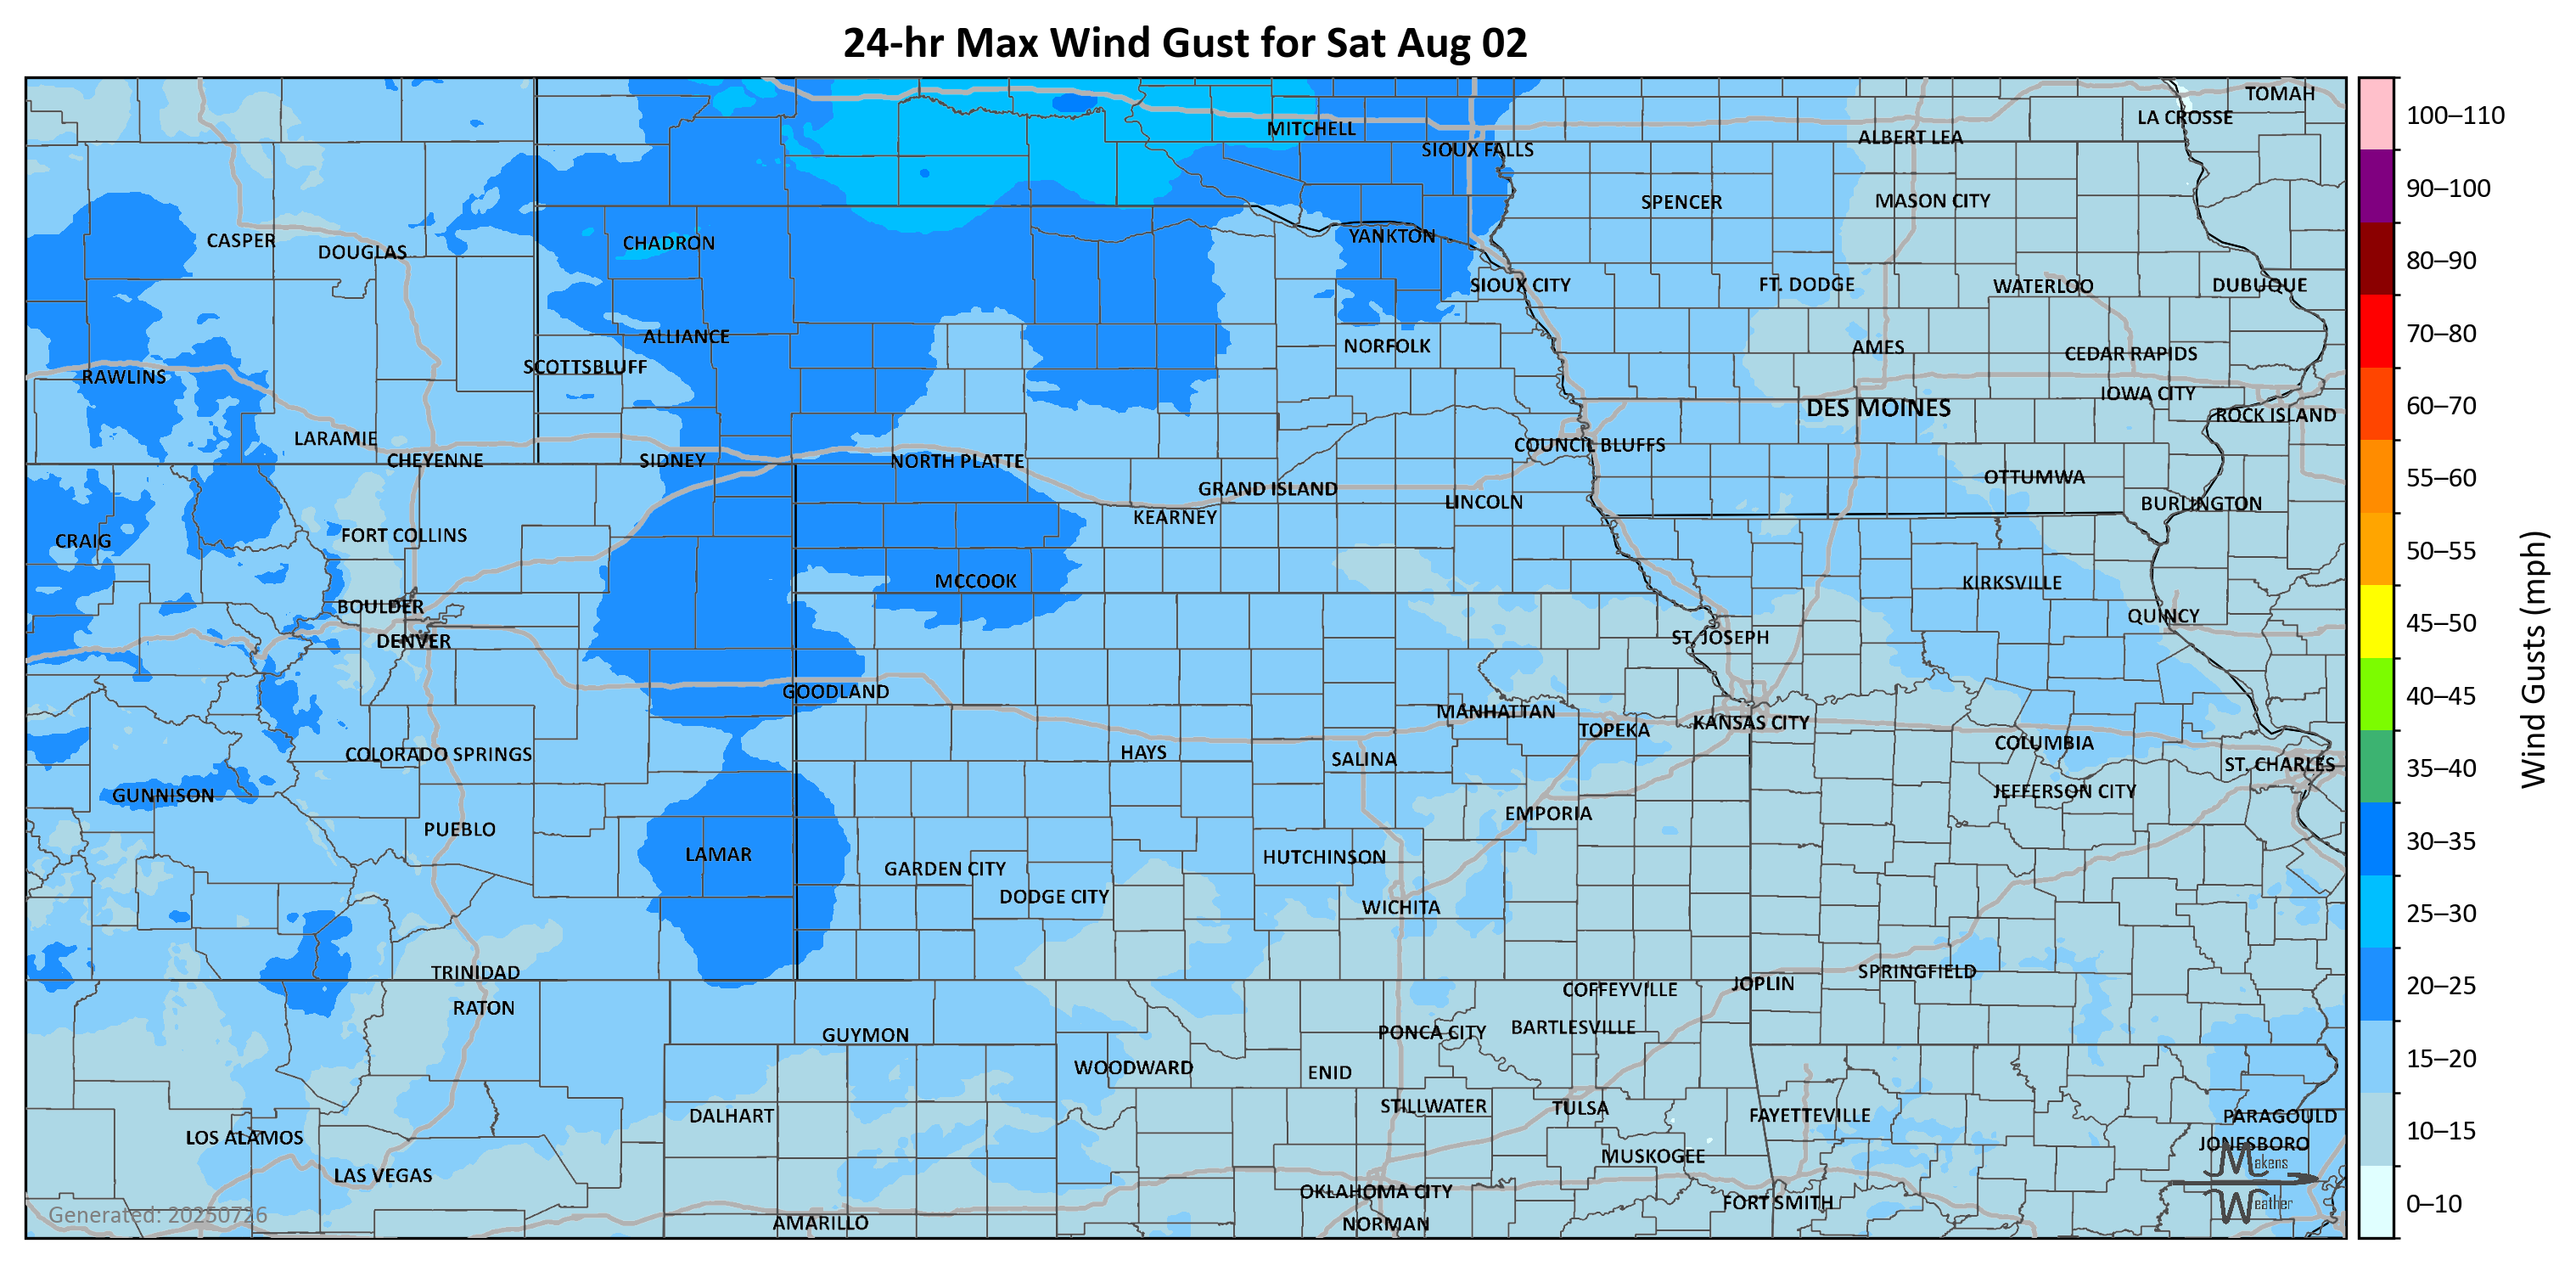 24-hr Max Wind Gust for Sat Aug 02
TOMAH
LA CROSSE
MITCHELL
ALBERT LEA
SIOUX FALLS
SPENCER
MASON CITY
CASPER
DOUGLAS
CHADRON
YANKTON
SIOUX CITY
FT. DODGE
WATERLOO
DUBUQUE
ALLIANCE
NORFOLK
AMES
CEDAR RAPIDS
SCOTTSBLUFF
RAWLINS
IOWA CITY
DES MOINES
ROCK ISLAND
LARAMIE
COUNCIL BLUFFS
CHEYENNE
SIDNEY
NORTH PLATTE
OTTUMWA
GRAND ISLAND
LINCOLN
BURLINGTON
KEARNEY
FORT COLLINS
CRAIG
MCCOOK
KIRKSVILLE
BOULDER
QUINCY
DENVER
ST. JOSEPH
GOODLAND
MANHATTAN
KANSAS CITY
TOPEKA
COLUMBIA
COLORADO SPRINGS
HAYS
SALINA
ST. CHARLES
GUNNISON
JEFFERSON CITY
EMPORIA
PUEBLO
LAMAR
HUTCHINSON
GARDEN CITY
DODGE CITY
WICHITA
TRINIDAD
SPRINGFIELD
JOPLIN
COFFEYVILLE
RATON
BARTLESVILLE
PONCA CITY
GUYMON
WOODWARD
ENID
STILLWATER
TULSA
DALHART
FAYETTEVILLE
PARAGOULD
LOS ALAMOS
JONESBORO
MUSKOGEE
LAS VEGAS
OKLAHOMA CITY
FORT SMITH
AMARILLO
NORMAN
Generated: 20250726
Makens
Weather
100–110
90–100
80–90
70–80
60–70
55–60
50–55
45–50
40–45
35–40
30–35
25–30
20–25
15–20
10–15
0–10
Wind Gusts (mph)